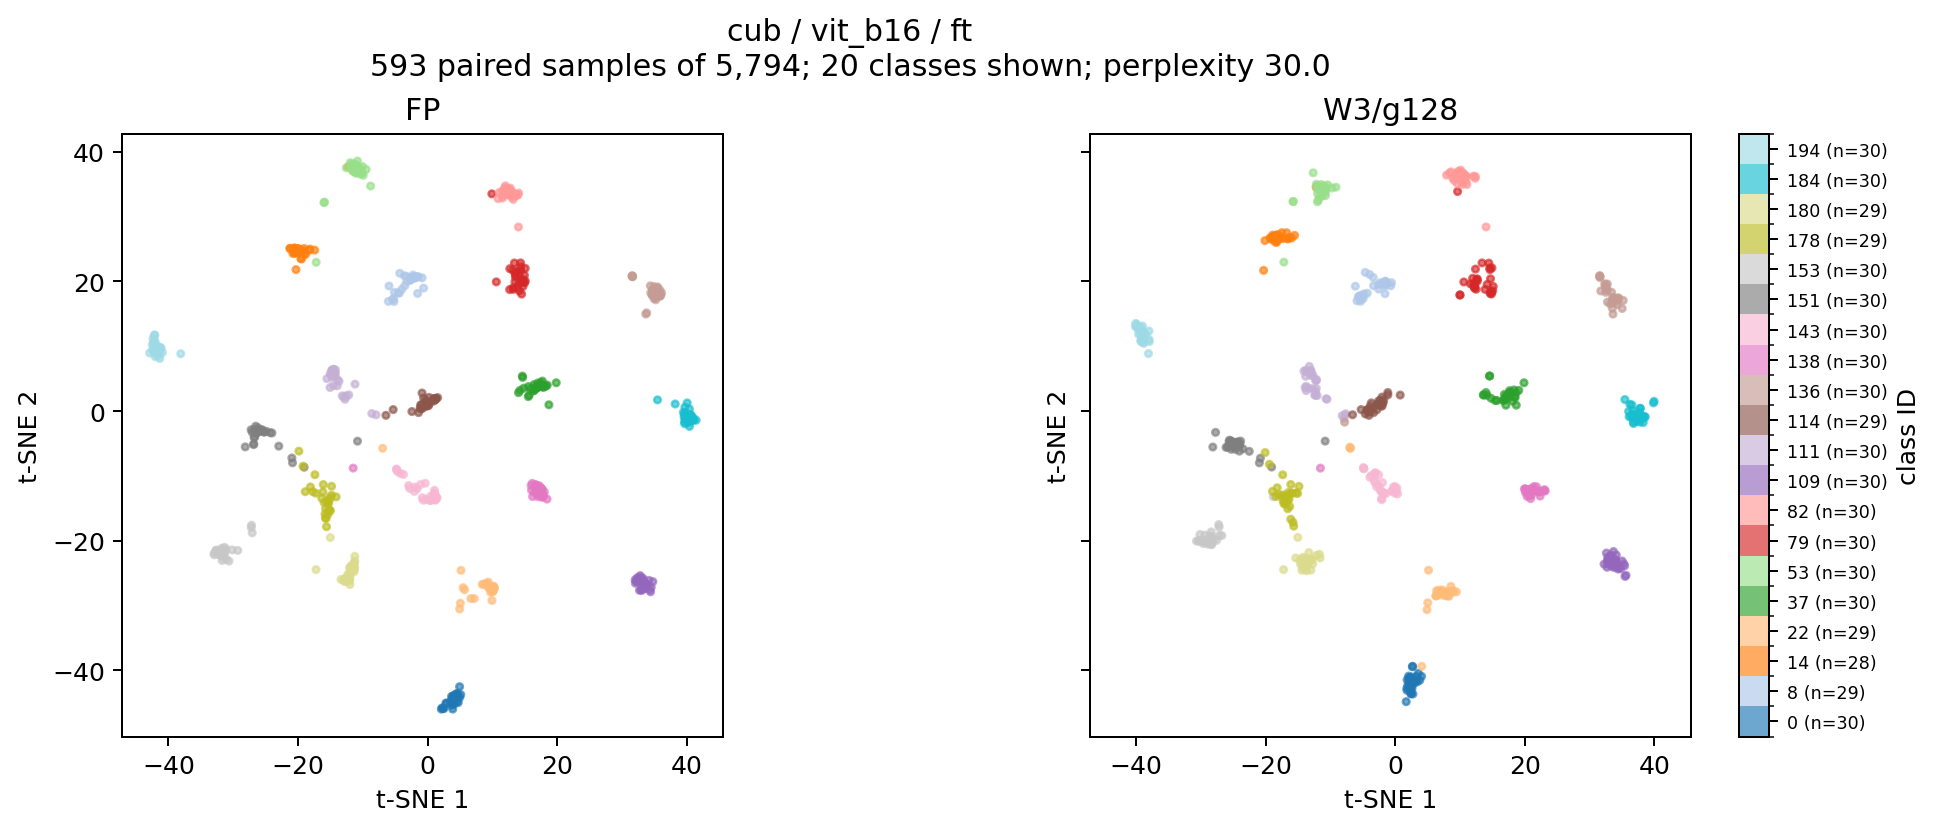 cub / vit_b16 / ft
593 paired samples of 5,794; 20 classes shown; perplexity 30.0
FP
40
20
0
−20
−40
t-SNE 2
−40 −20 0 20 40
t-SNE 1
W3/g128
t-SNE 2
−40 −20 0 20 40
t-SNE 1
194 (n=30)
184 (n=30)
180 (n=29)
178 (n=29)
153 (n=30)
151 (n=30)
143 (n=30)
138 (n=30)
136 (n=30)
114 (n=29)
111 (n=30)
109 (n=30)
82 (n=30)
79 (n=30)
53 (n=30)
37 (n=30)
22 (n=29)
14 (n=28)
8 (n=29)
0 (n=30)
class ID